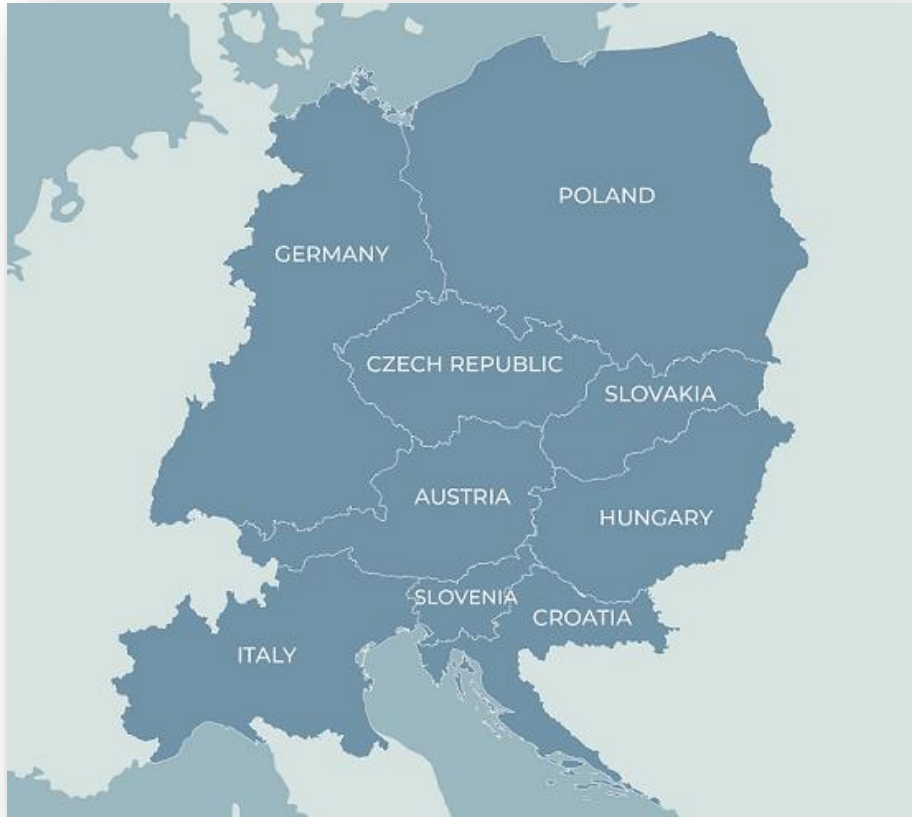 POLAND
GERMANY
CZECH REPUBLIC
SLOVAKIA
AUSTRIA
HUNGARY
SLOVENIA
CROATIA
ITALY